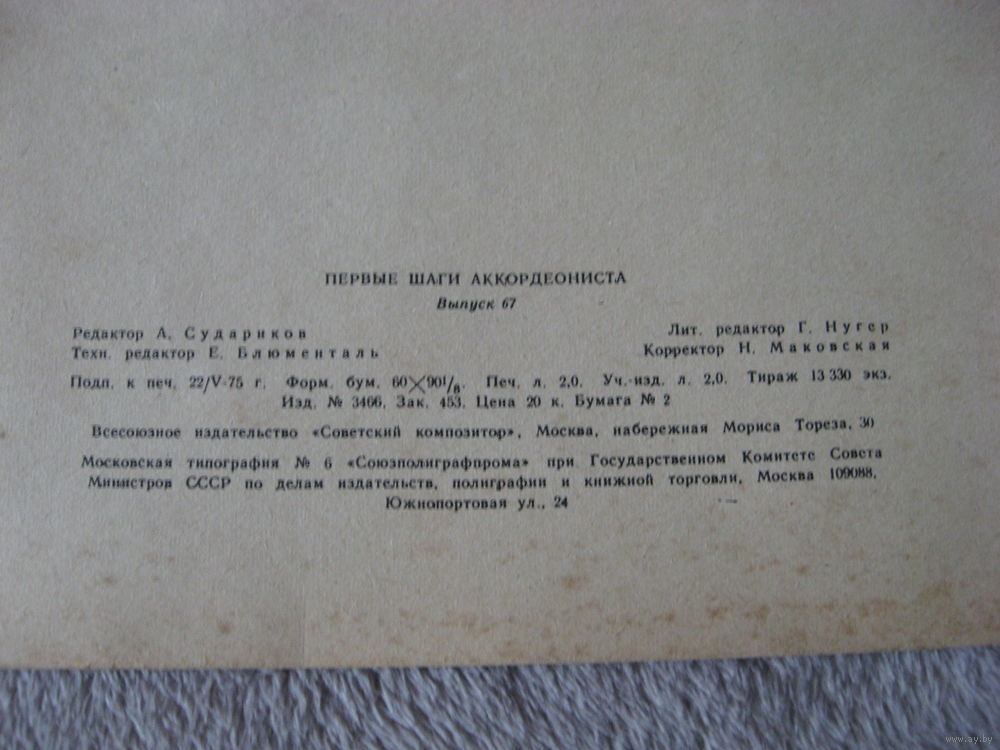 ПЕРВЫЕ ШАГИ АККОРДЕОНИСТА
Выпуск 67
Редактор А. Судариков Лит. редактор Г. Нугер
Техн. редактор Е. Блюменталь Корректор Н. Маковская
Подп. к печ. 22/V-75 г. Форм. бум. 60×901/8. Печ. л. 2,0. Уч.-изд. л. 2,0. Тираж 13 330 экз.
Изд. № 3466. Зак. 453. Цена 20 к. Бумага № 2
Всесоюзное издательство «Советский композитор», Москва, набережная Мориса Тореза, 30
Московская типография № 6 «Союзполиграфпрома» при Государственном Комитете Совета
Министров СССР по делам издательств, полиграфии и книжной торговли, Москва 109088,
Южнопортовая ул., 24
www.ay.by